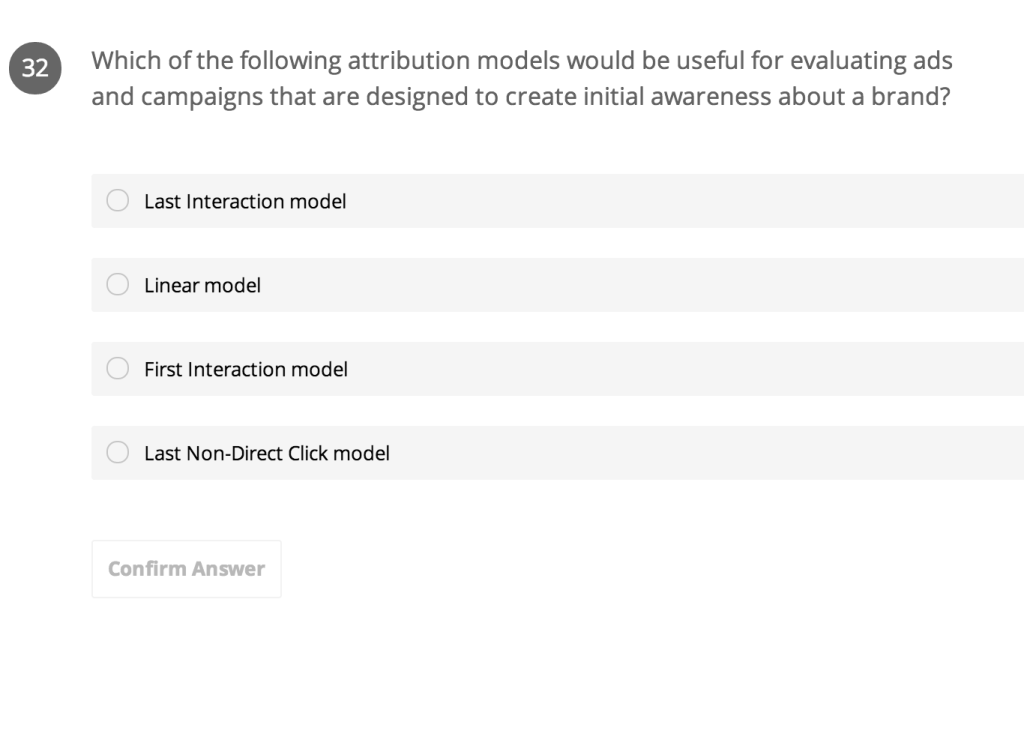 32
Which of the following attribution models would be useful for evaluating ads
and campaigns that are designed to create initial awareness about a brand?
Last Interaction model
Linear model
First Interaction model
Last Non-Direct Click model
Confirm Answer